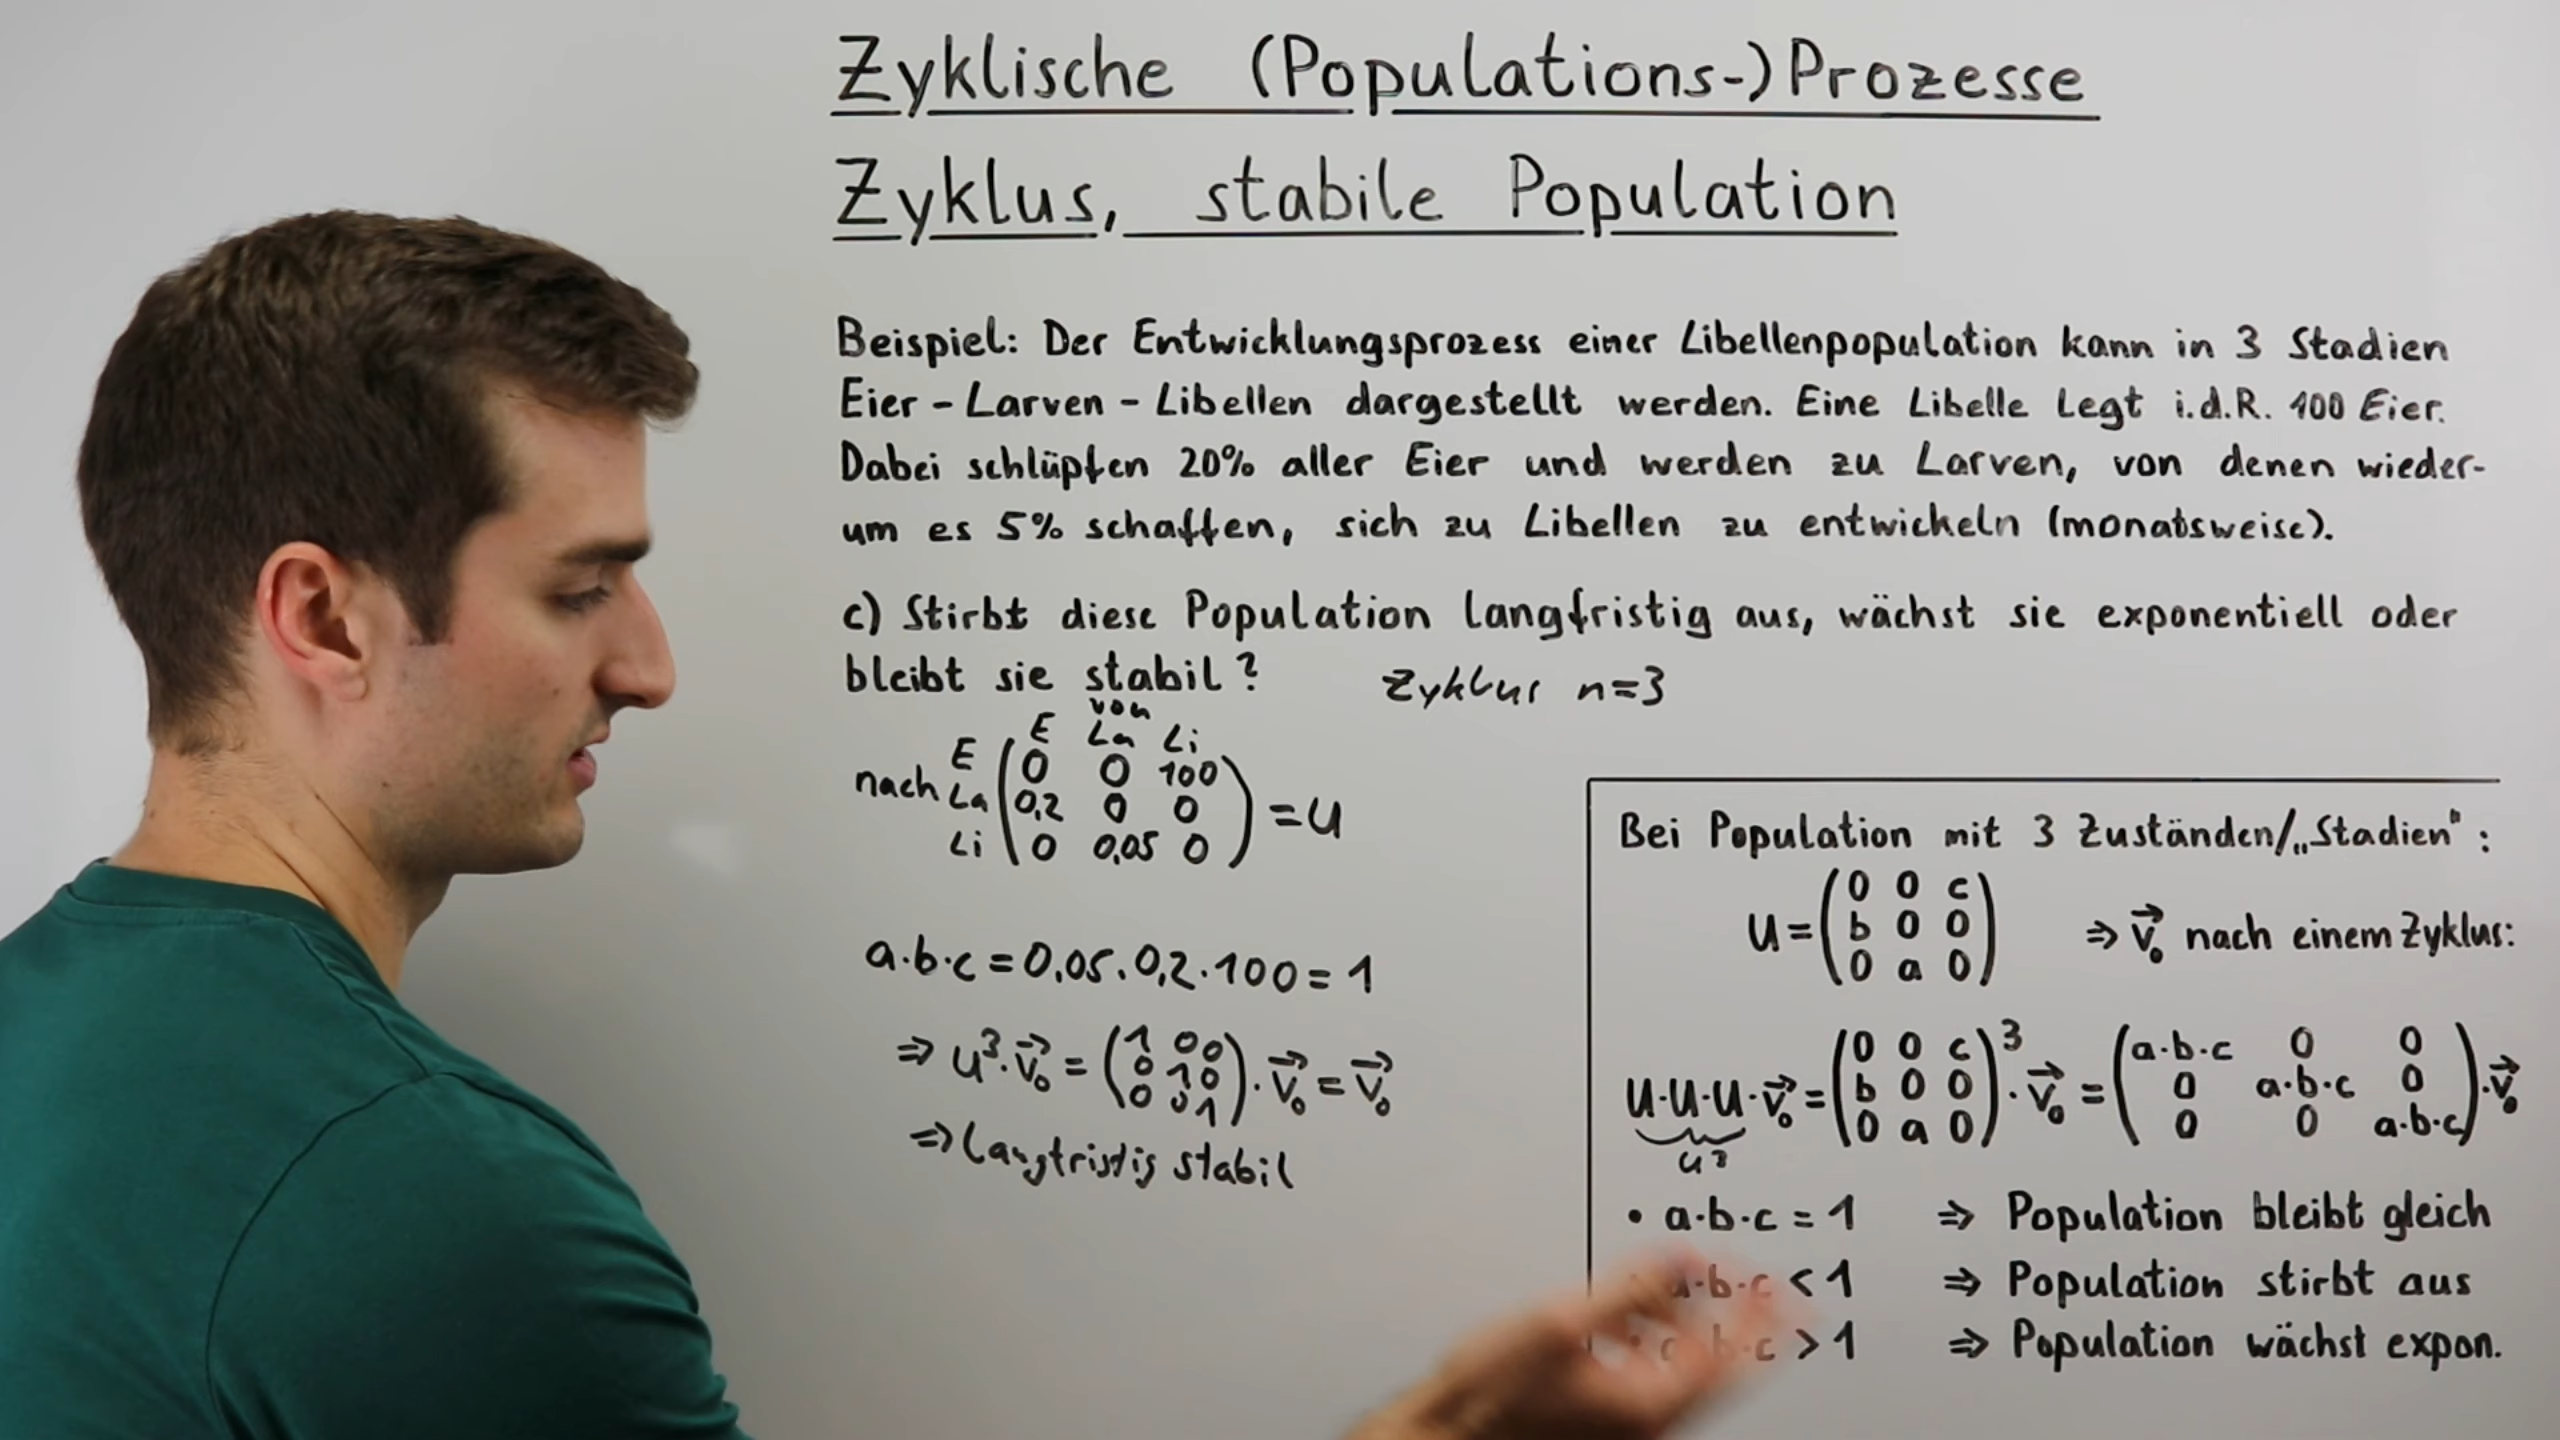 Zyklische (Populations-)Prozesse
Zyklus, stabile Population
Beispiel: Der Entwicklungsprozess einer Libellenpopulation kann in 3 Stadien
Eier - Larven - Libellen dargestellt werden. Eine Libelle legt i.d.R. 100 Eier.
Dabei schlüpfen 20% aller Eier und werden zu Larven, von denen wieder-
um es 5% schaffen, sich zu Libellen zu entwickeln (monatsweise).
c) Stirbt diese Population langfristig aus, wächst sie exponentiell oder
bleibt sie stabil? Zyklus n=3
von
E La Li
nach E ( 0 0 100 )
La ( 0,2 0 0 ) = U
Li ( 0 0,05 0 )
a·b·c = 0,05·0,2·100 = 1
⇒ U³·v⃗₀ = (1 0 0
0 1 0
0 0 1)·v⃗₀ = v⃗₀
⇒ langfristig stabil
Bei Population mit 3 Zuständen/„Stadien":
U = (0 0 c
b 0 0
0 a 0) ⇒ v⃗₀ nach einem Zyklus:
U·U·U·v⃗₀ = (0 0 c
b 0 0
0 a 0)³·v⃗₀ = (a·b·c 0 0
0 a·b·c 0
0 0 a·b·c)·v⃗₀
U³
• a·b·c = 1 ⇒ Population bleibt gleich
• a·b·c < 1 ⇒ Population stirbt aus
• a·b·c > 1 ⇒ Population wächst expon.